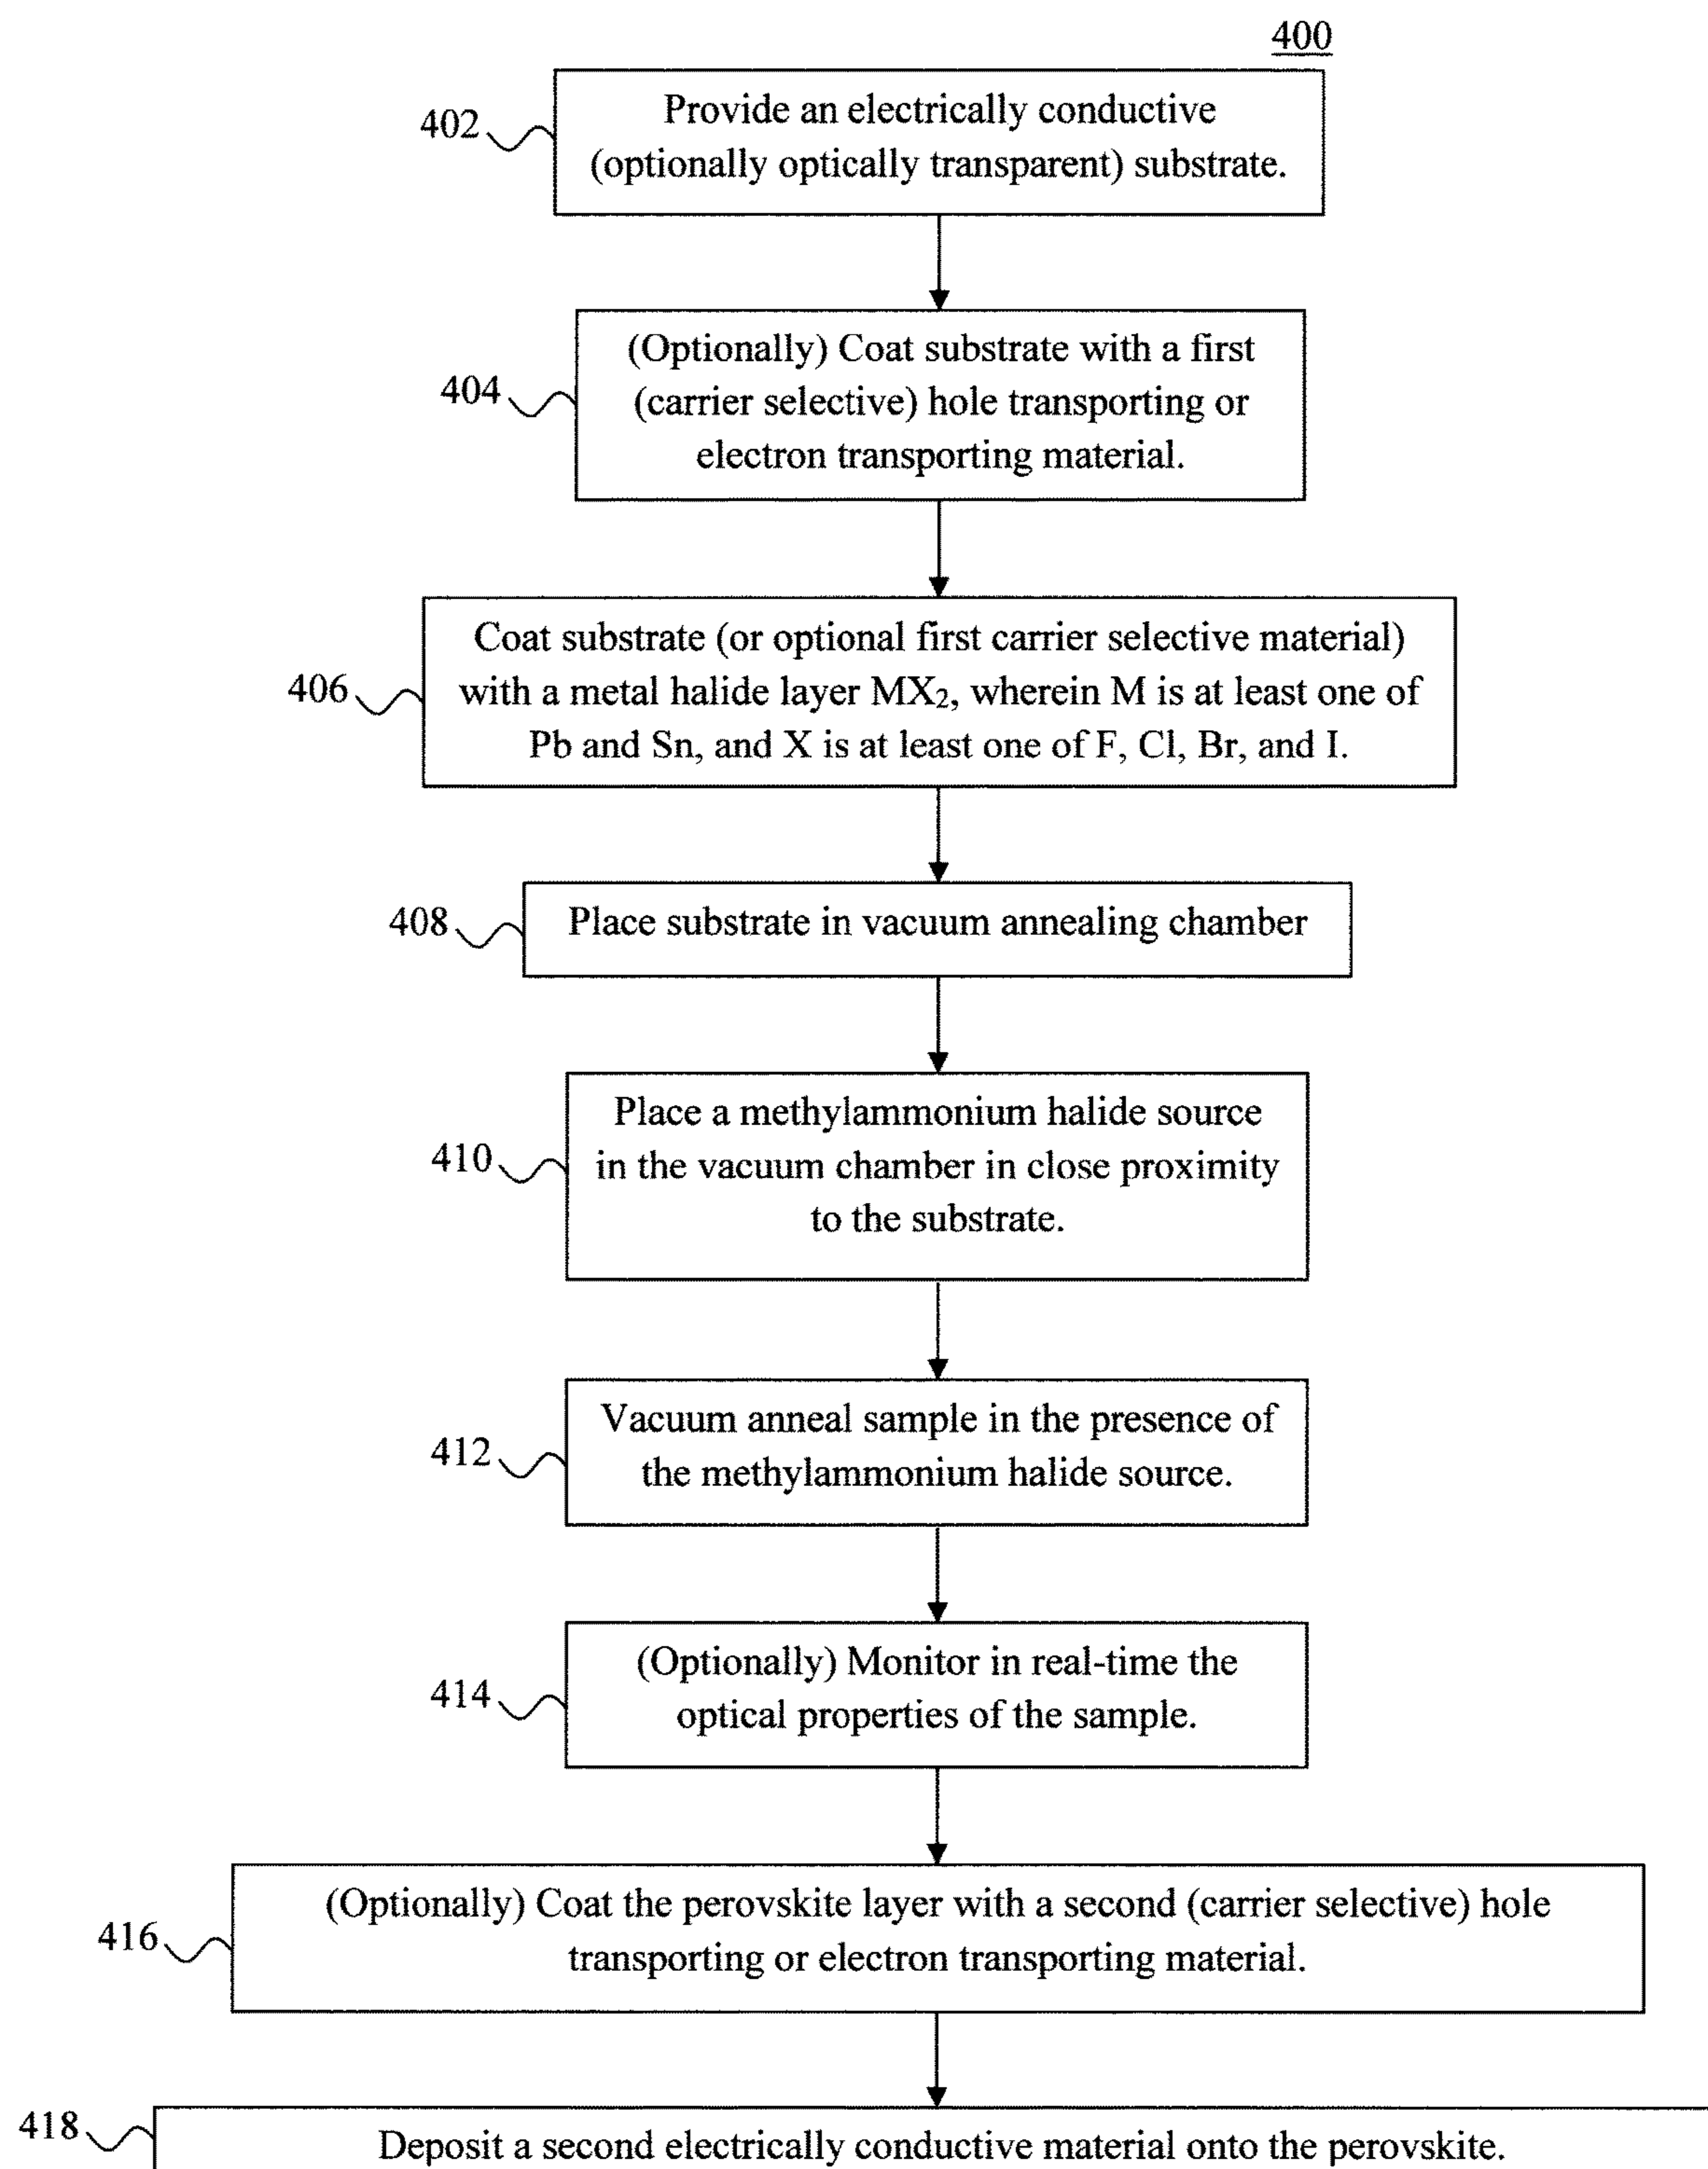 400
402
Provide an electrically conductive
(optionally optically transparent) substrate.
404
(Optionally) Coat substrate with a first
(carrier selective) hole transporting or
electron transporting material.
406
Coat substrate (or optional first carrier selective material)
with a metal halide layer MX₂, wherein M is at least one of
Pb and Sn, and X is at least one of F, Cl, Br, and I.
408
Place substrate in vacuum annealing chamber
410
Place a methylammonium halide source
in the vacuum chamber in close proximity
to the substrate.
412
Vacuum anneal sample in the presence of
the methylammonium halide source.
414
(Optionally) Monitor in real-time the
optical properties of the sample.
416
(Optionally) Coat the perovskite layer with a second (carrier selective) hole
transporting or electron transporting material.
418
Deposit a second electrically conductive material onto the perovskite.